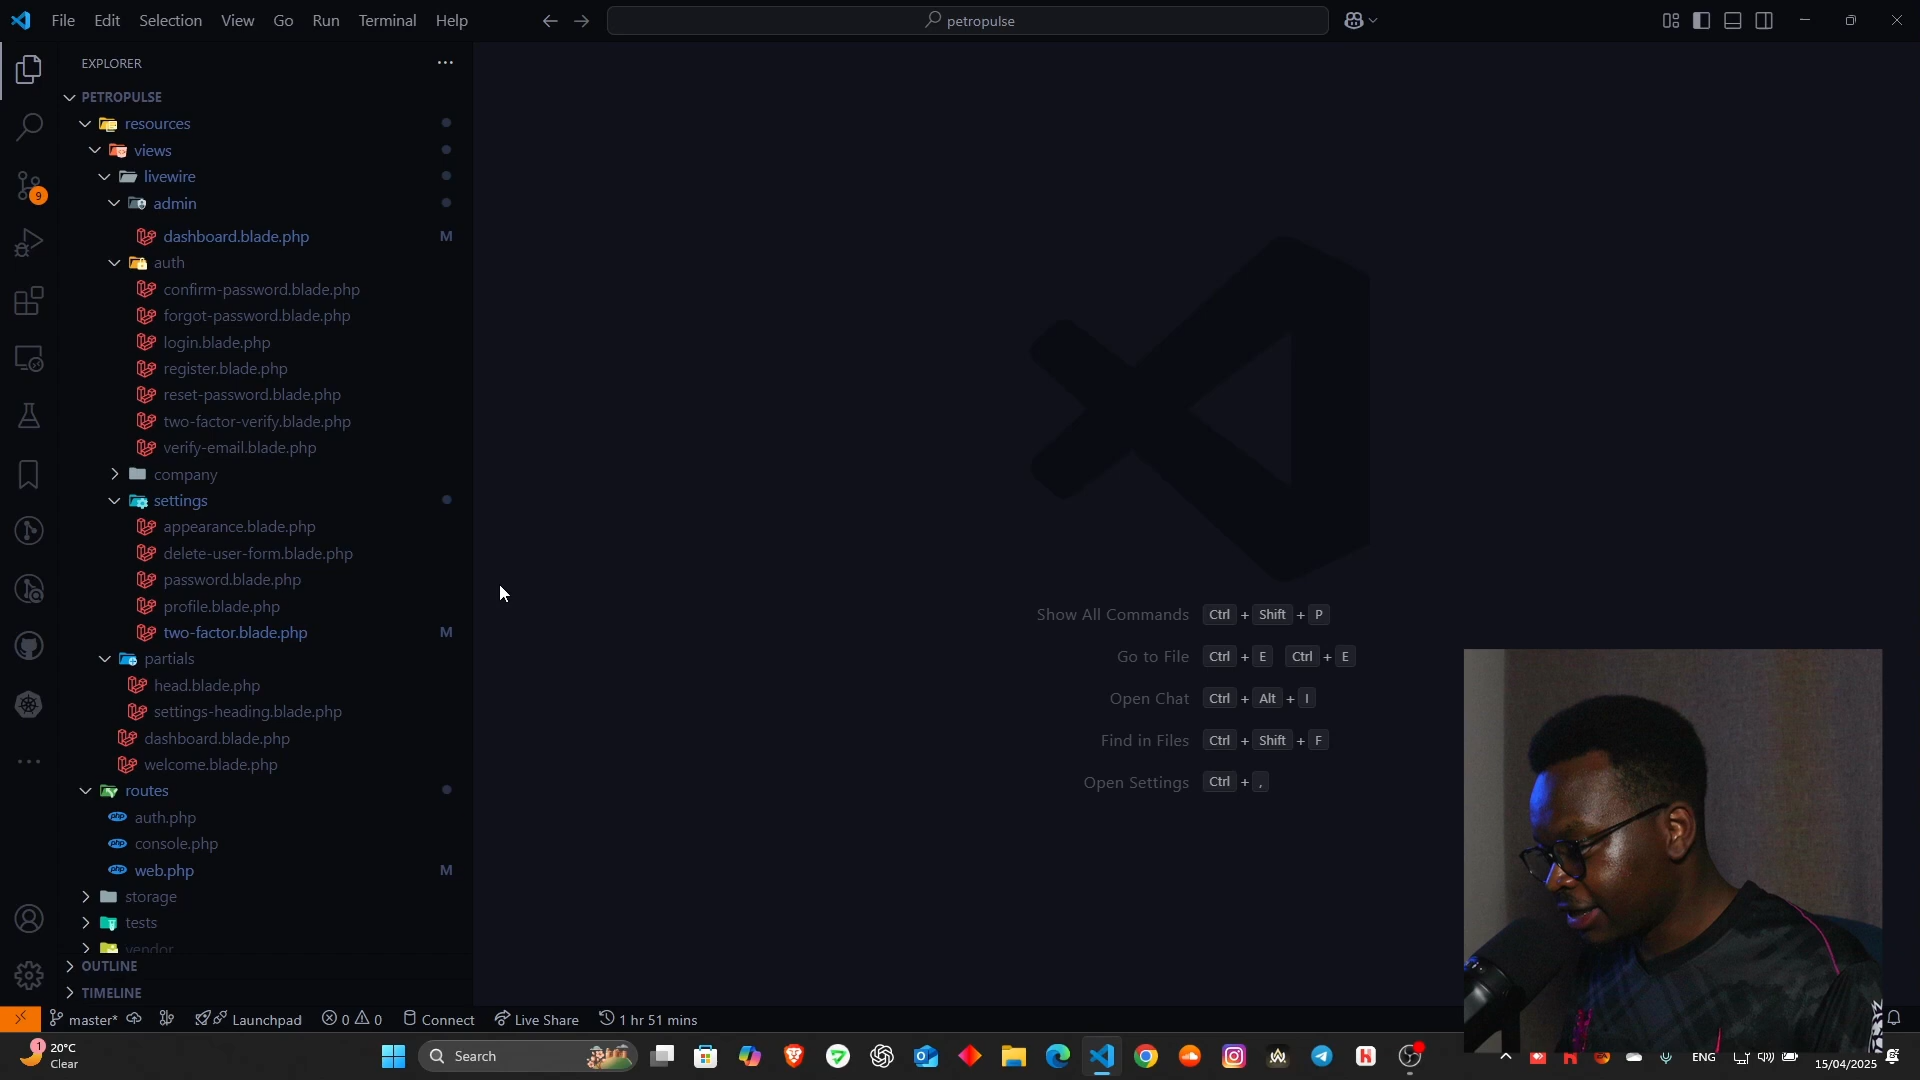 File Edit Selection View Go Run Terminal Help
petropulse
EXPLORER
PETROPULSE
resources
views
livewire
admin
dashboard.blade.php M
auth
confirm-password.blade.php
forgot-password.blade.php
login.blade.php
register.blade.php
reset-password.blade.php
two-factor-verify.blade.php
verify-email.blade.php
company
settings
appearance.blade.php
delete-user-form.blade.php
password.blade.php
profile.blade.php
two-factor.blade.php M
partials
head.blade.php
settings-heading.blade.php
dashboard.blade.php
welcome.blade.php
routes
auth.php
console.php
web.php M
storage
tests
vendor
OUTLINE
TIMELINE
9
Show All Commands Ctrl + Shift + P
Go to File Ctrl + E Ctrl + E
Open Chat Ctrl + Alt + I
Find in Files Ctrl + Shift + F
Open Settings Ctrl + ,
master* Launchpad 0 0 Connect Live Share 1 hr 51 mins
1
20°C
Clear
Search
ENG
15/04/2025